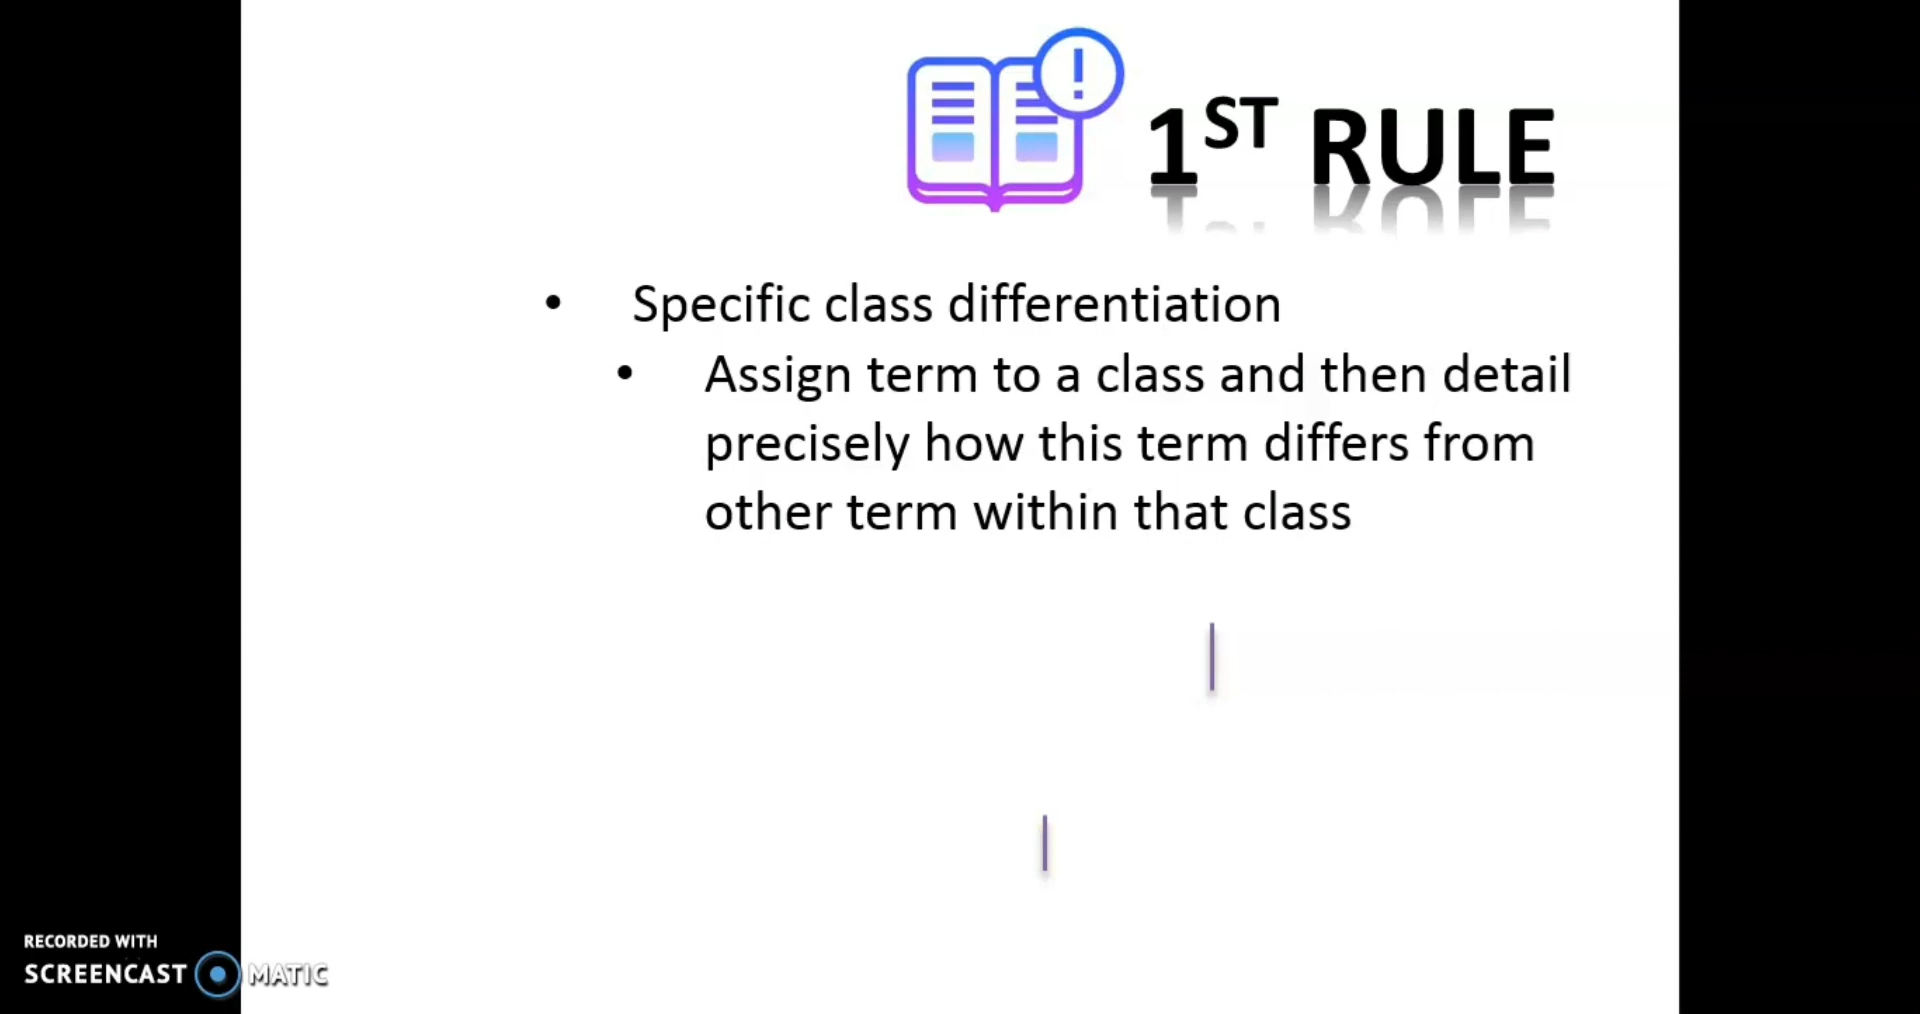 1ST RULE
• Specific class differentiation
• Assign term to a class and then detail
precisely how this term differs from
other term within that class
RECORDED WITH
SCREENCAST MATIC